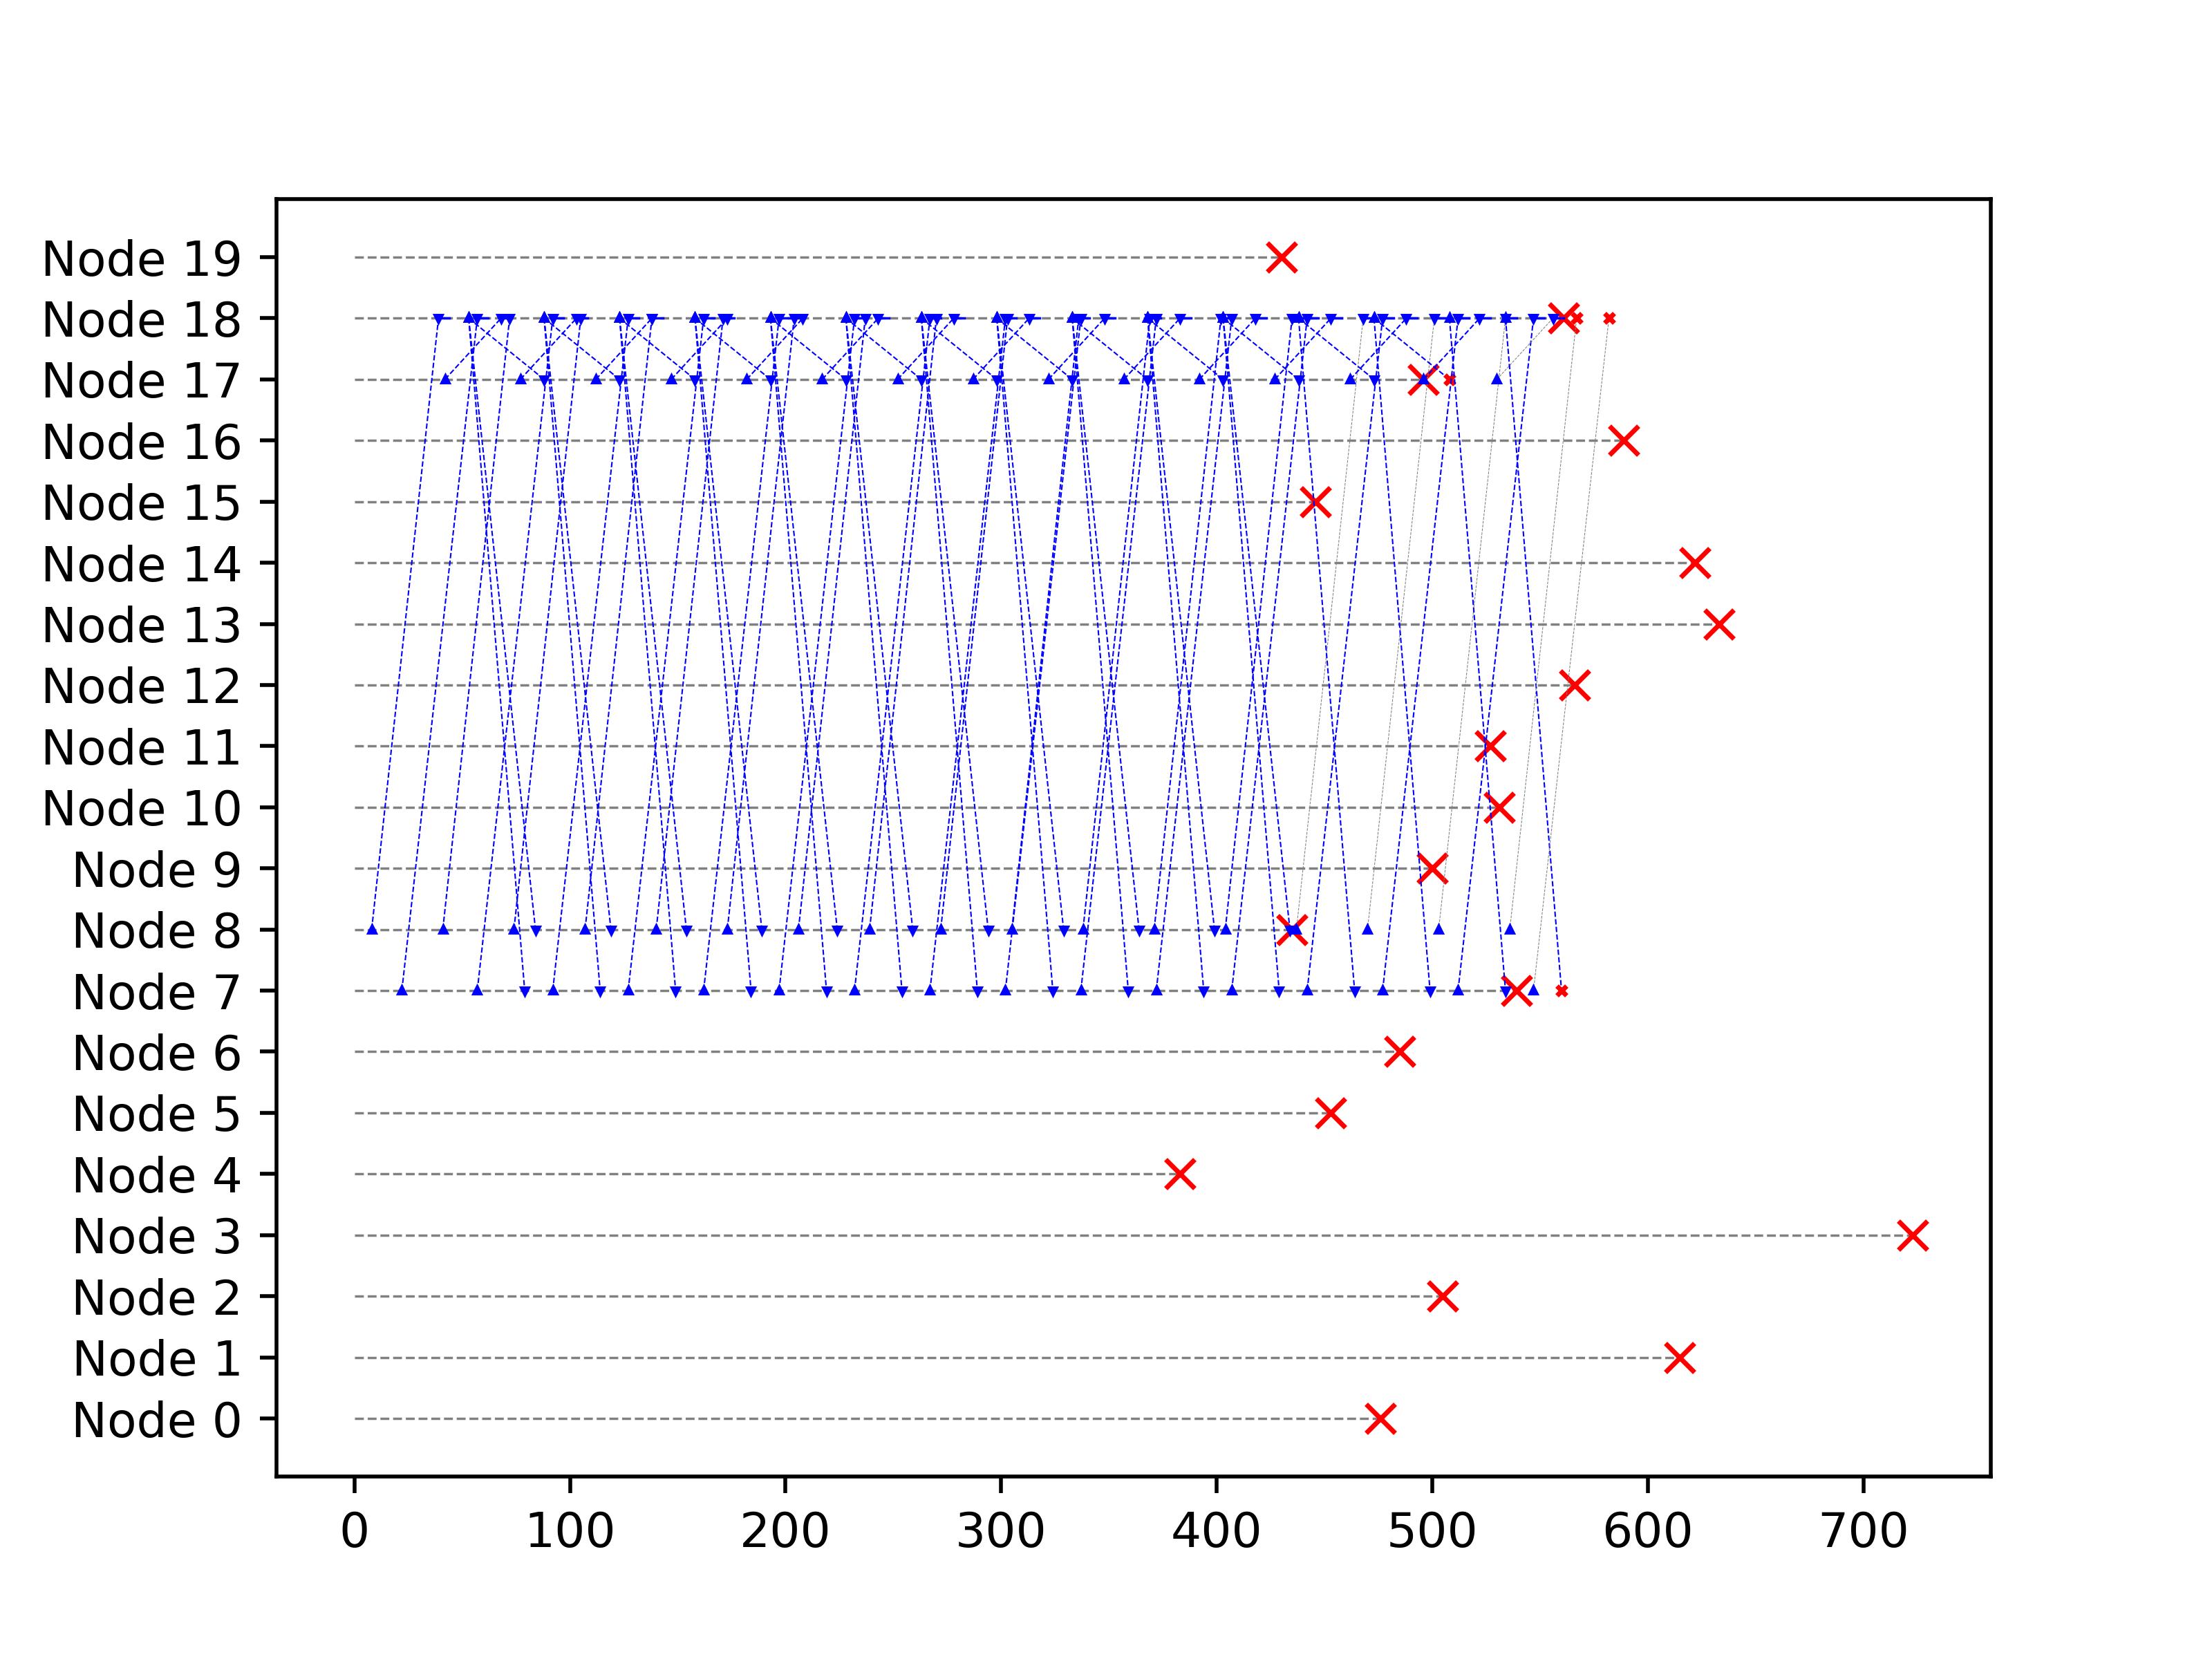 Node 19
Node 18
Node 17
Node 16
Node 15
Node 14
Node 13
Node 12
Node 11
Node 10
Node 9
Node 8
Node 7
Node 6
Node 5
Node 4
Node 3
Node 2
Node 1
Node 0
0 100 200 300 400 500 600 700